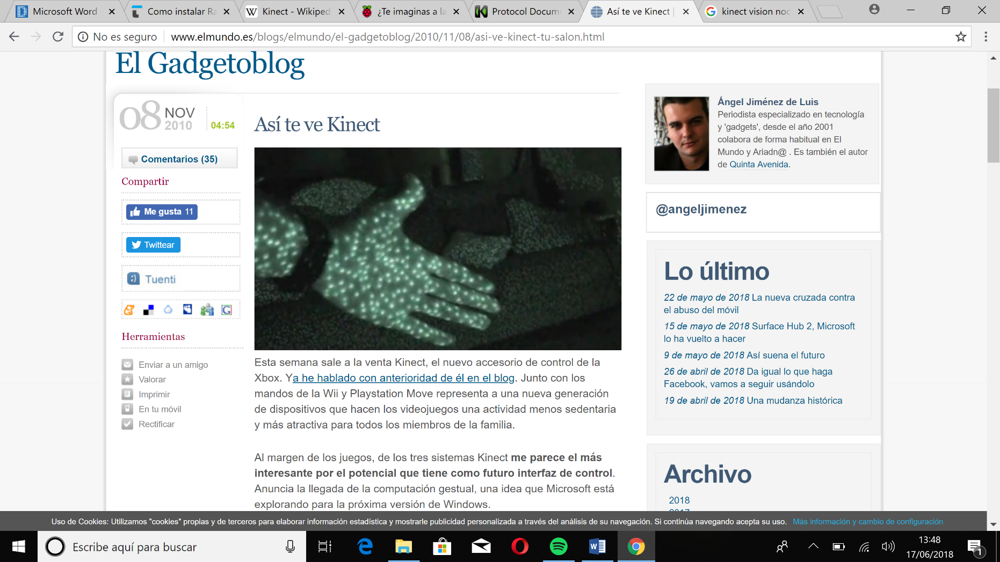 Microsoft Word
Como instalar Ra
Kinect - Wikiped
¿Te imaginas a la
Protocol Docum
Así te ve Kinect |
kinect vision noc
No es seguro
www.elmundo.es/blogs/elmundo/el-gadgetoblog/2010/11/08/asi-ve-kinect-tu-salon.html
El Gadgetoblog
08 NOV 2010 04:54
Comentarios (35)
Compartir
Me gusta 11
Twittear
Tuenti
Herramientas
Enviar a un amigo
Valorar
Imprimir
En tu móvil
Rectificar
Así te ve Kinect
Esta semana sale a la venta Kinect, el nuevo accesorio de control de la
Xbox. Ya he hablado con anterioridad de él en el blog. Junto con los
mandos de la Wii y Playstation Move representa a una nueva generación
de dispositivos que hacen los videojuegos una actividad menos sedentaria
y más atractiva para todos los miembros de la familia.
Al margen de los juegos, de los tres sistemas Kinect me parece el más
interesante por el potencial que tiene como futuro interfaz de control.
Anuncia la llegada de la computación gestual, una idea que Microsoft está
explorando para la próxima versión de Windows.
Ángel Jiménez de Luis
Periodista especializado en tecnología
y 'gadgets', desde el año 2001
colabora de forma habitual en El
Mundo y Ariadn@ . Es también el autor
de Quinta Avenida.
@angeljimenez
Lo último
22 de mayo de 2018 La nueva cruzada contra
el abuso del móvil
15 de mayo de 2018 Surface Hub 2, Microsoft
lo ha vuelto a hacer
9 de mayo de 2018 Así suena el futuro
26 de abril de 2018 Da igual lo que haga
Facebook, vamos a seguir usándolo
19 de abril de 2018 Una mudanza histórica
Archivo
2018
Uso de Cookies: Utilizamos "cookies" propias y de terceros para elaborar información estadística y mostrarle publicidad personalizada a través del análisis de su navegación. Si continúa navegando acepta su uso. Más información y cambio de configuración
Escribe aquí para buscar
13:48
17/06/2018
1